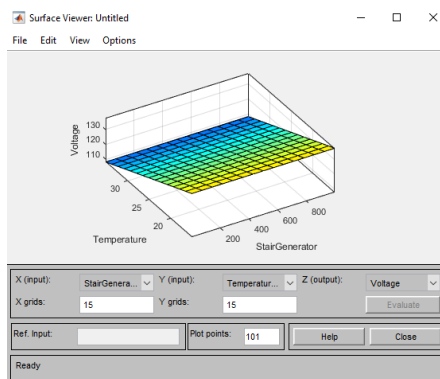 Surface Viewer: Untitled
File Edit View Options
Voltage
130
120
110
30
25
20
Temperature
200
400
600
800
StairGenerator
X (input): StairGenera... Y (input): Temperatur... Z (output): Voltage
X grids: 15 Y grids: 15 Evaluate
Ref. Input: Plot points: 101 Help Close
Ready